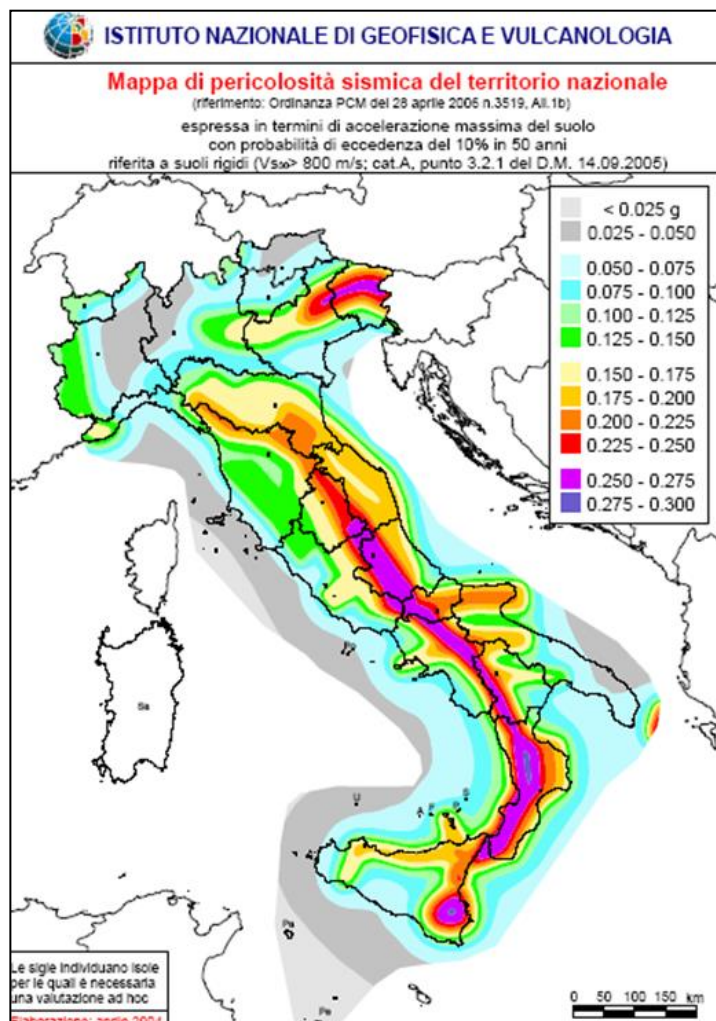 ISTITUTO NAZIONALE DI GEOFISICA E VULCANOLOGIA
Mappa di pericolosità sismica del territorio nazionale
(riferimento: Ordinanza PCM del 28 aprile 2006 n.3519, All.1b)
espressa in termini di accelerazione massima del suolo
con probabilità di eccedenza del 10% in 50 anni
riferita a suoli rigidi (Vs₃₀> 800 m/s; cat.A, punto 3.2.1 del D.M. 14.09.2005)
< 0.025 g
0.025 - 0.050
0.050 - 0.075
0.075 - 0.100
0.100 - 0.125
0.125 - 0.150
0.150 - 0.175
0.175 - 0.200
0.200 - 0.225
0.225 - 0.250
0.250 - 0.275
0.275 - 0.300
Sa
U
A
F
P
S
Pa
Pe
Le sigle individuano isole
per le quali è necessaria
una valutazione ad hoc
Elaborazione: aprile 2004
0 50 100 150 km